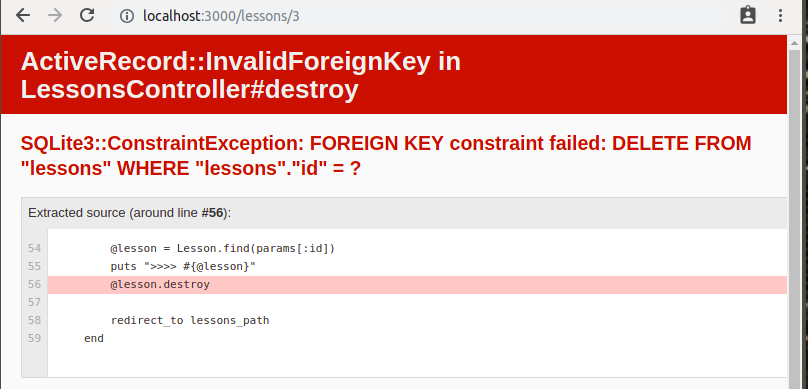 localhost:3000/lessons/3
ActiveRecord::InvalidForeignKey in
LessonsController#destroy
SQLite3::ConstraintException: FOREIGN KEY constraint failed: DELETE FROM
"lessons" WHERE "lessons"."id" = ?
Extracted source (around line #56):
54 @lesson = Lesson.find(params[:id])
55 puts ">>>> #{@lesson}"
56 @lesson.destroy
57
58 redirect_to lessons_path
59 end